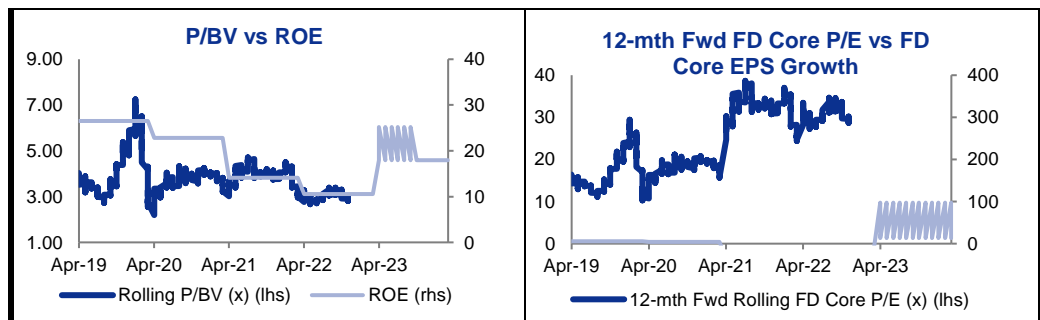 P/BV vs ROE
9.00
7.00
5.00
3.00
1.00
40
30
20
10
0
Apr-19 Apr-20 Apr-21 Apr-22 Apr-23
Rolling P/BV (x) (lhs) ROE (rhs)
12-mth Fwd FD Core P/E vs FD
Core EPS Growth
40
30
20
10
0
400
300
200
100
0
Apr-19 Apr-20 Apr-21 Apr-22 Apr-23
12-mth Fwd Rolling FD Core P/E (x) (lhs)